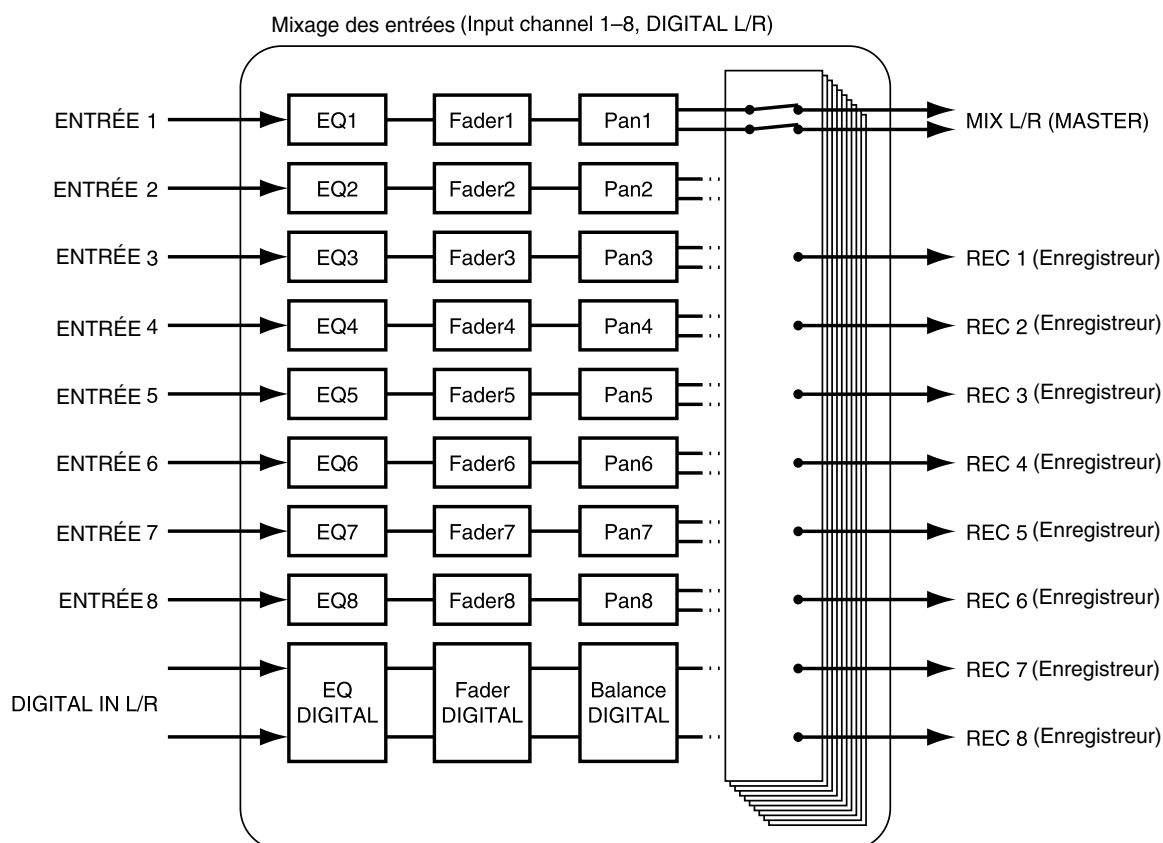 Mixage des entrées (Input channel 1–8, DIGITAL L/R)
ENTRÉE 1
EQ1
Fader1
Pan1
MIX L/R (MASTER)
ENTRÉE 2
EQ2
Fader2
Pan2
ENTRÉE 3
EQ3
Fader3
Pan3
REC 1 (Enregistreur)
ENTRÉE 4
EQ4
Fader4
Pan4
REC 2 (Enregistreur)
ENTRÉE 5
EQ5
Fader5
Pan5
REC 3 (Enregistreur)
ENTRÉE 6
EQ6
Fader6
Pan6
REC 4 (Enregistreur)
ENTRÉE 7
EQ7
Fader7
Pan7
REC 5 (Enregistreur)
ENTRÉE 8
EQ8
Fader8
Pan8
REC 6 (Enregistreur)
DIGITAL IN L/R
EQ
DIGITAL
Fader
DIGITAL
Balance
DIGITAL
REC 7 (Enregistreur)
REC 8 (Enregistreur)